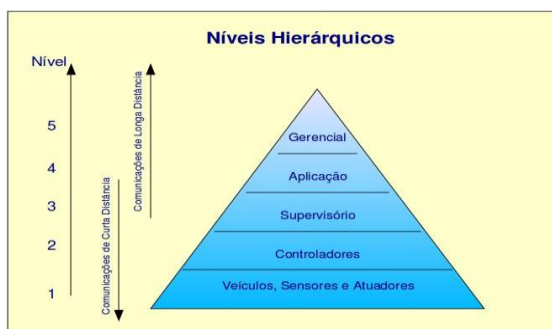 Níveis Hierárquicos
Nível
5
4
3
2
1
Comunicações de Longa Distância
Comunicações de Curta Distância
Gerencial
Aplicação
Supervisório
Controladores
Veículos, Sensores e Atuadores